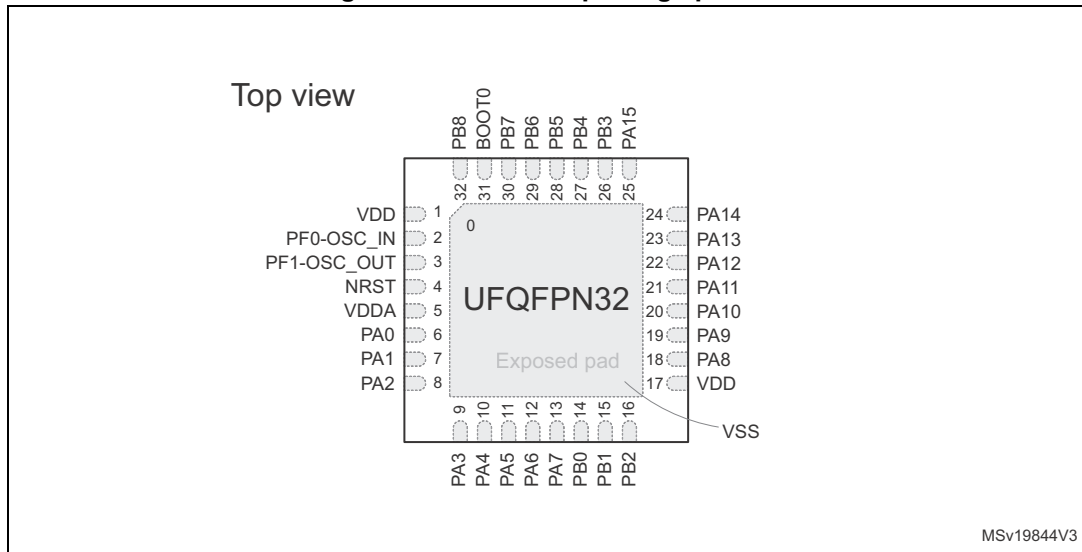 Top view
PB8
BOOT0
PB7
PB6
PB5
PB4
PB3
PA15
32
31
30
29
28
27
26
25
VDD 1
PF0-OSC_IN 2
PF1-OSC_OUT 3
NRST 4
VDDA 5
PA0 6
PA1 7
PA2 8
0
UFQFPN32
Exposed pad
24 PA14
23 PA13
22 PA12
21 PA11
20 PA10
19 PA9
18 PA8
17 VDD
VSS
9
10
11
12
13
14
15
16
PA3
PA4
PA5
PA6
PA7
PB0
PB1
PB2
MSv19844V3